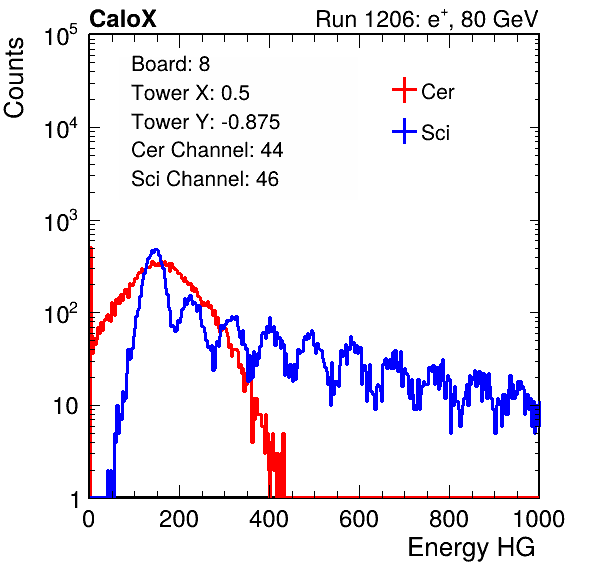 CaloX Run 1206: e⁺, 80 GeV
Counts
10⁵
10⁴
10³
10²
10
1
Board: 8
Tower X: 0.5
Tower Y: -0.875
Cer Channel: 44
Sci Channel: 46
Cer
Sci
0 200 400 600 800 1000
Energy HG